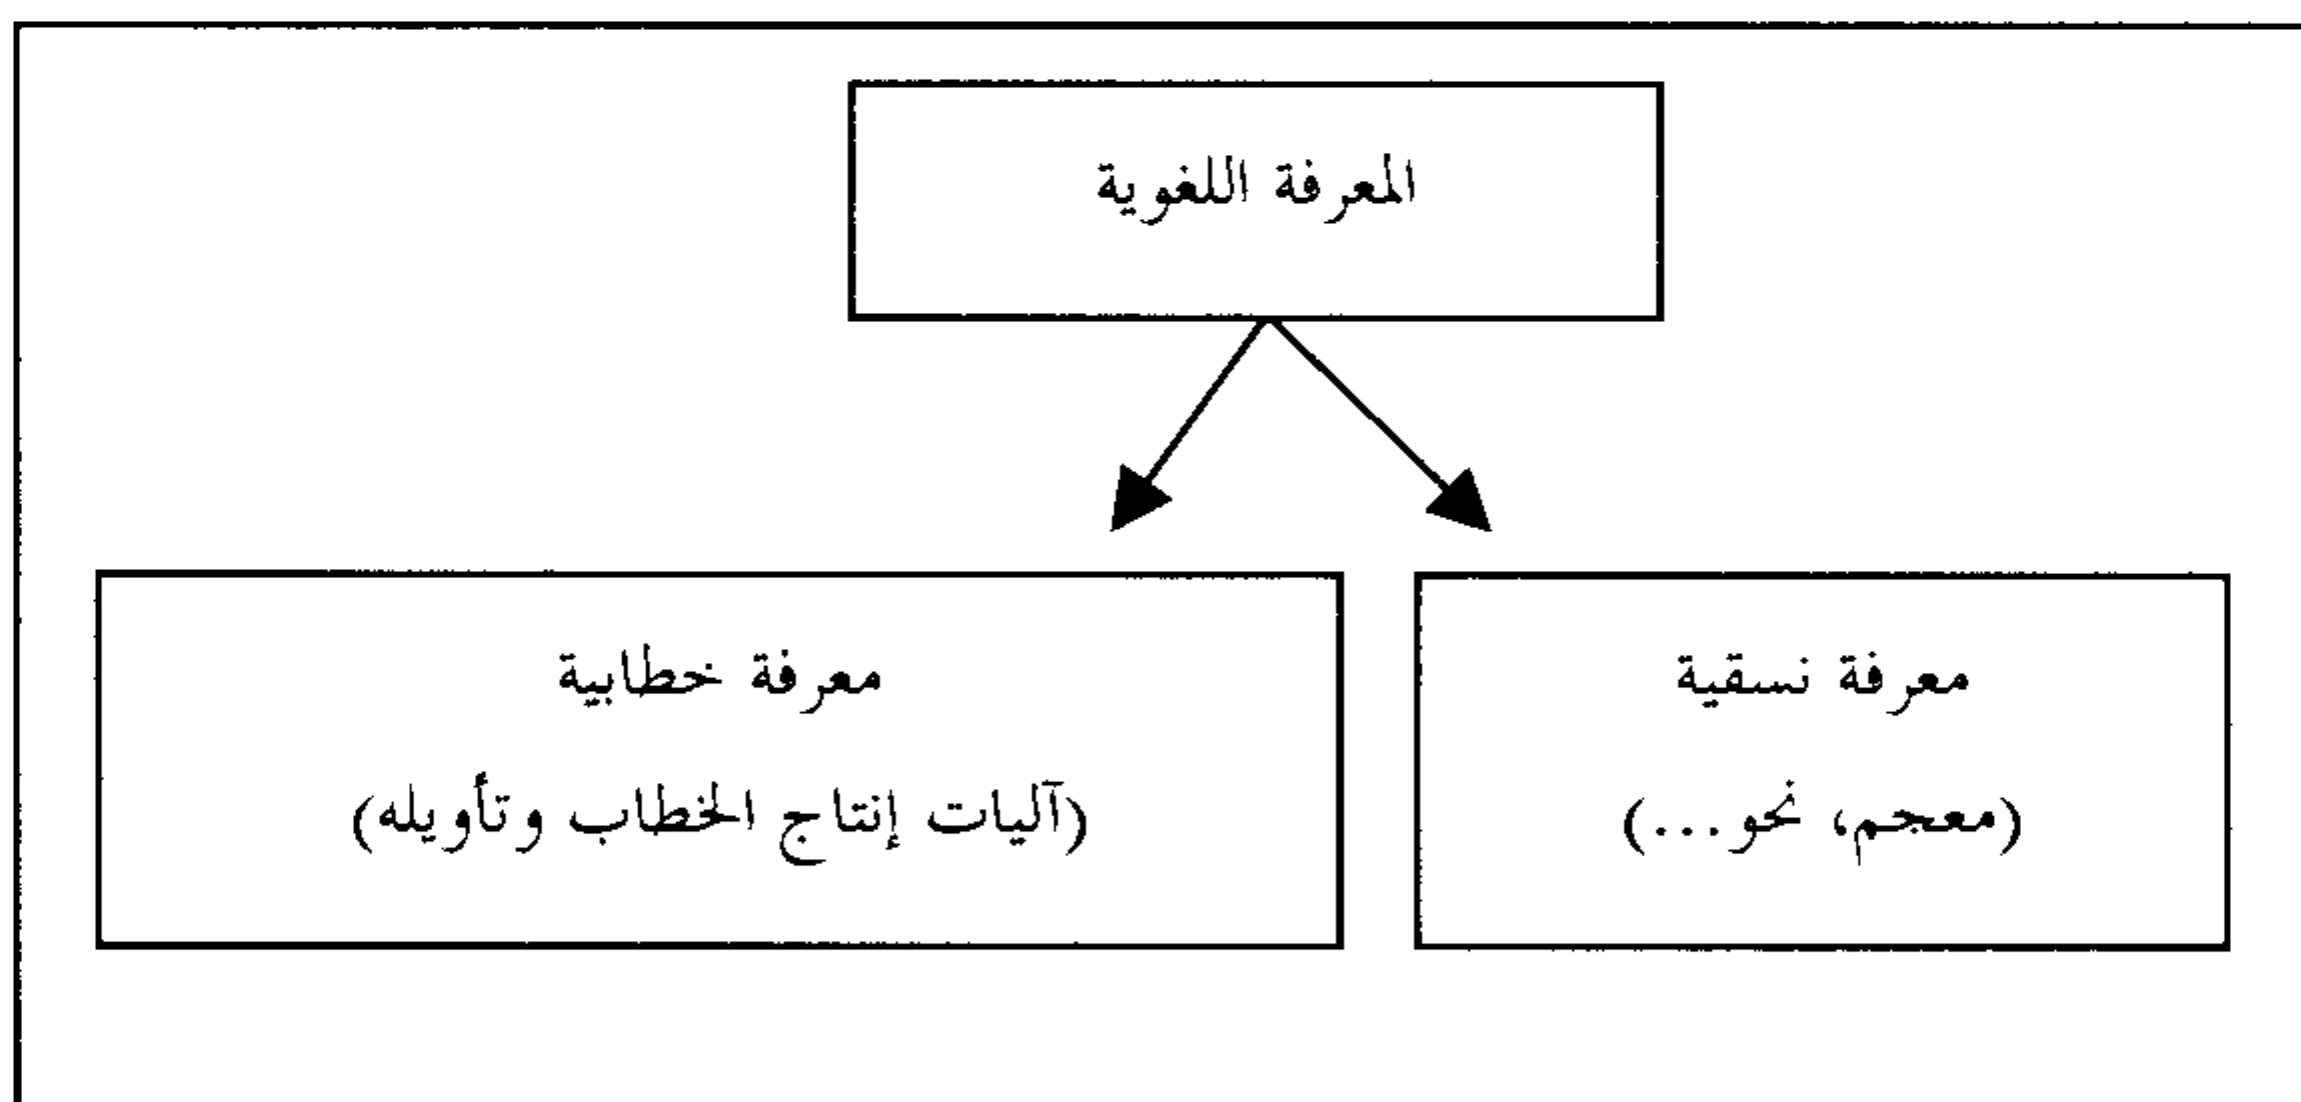 المعرفة اللغوية
معرفة نسقية
(معجم، نحو...)
معرفة خطابية
(آليات إنتاج الخطاب وتأويله)